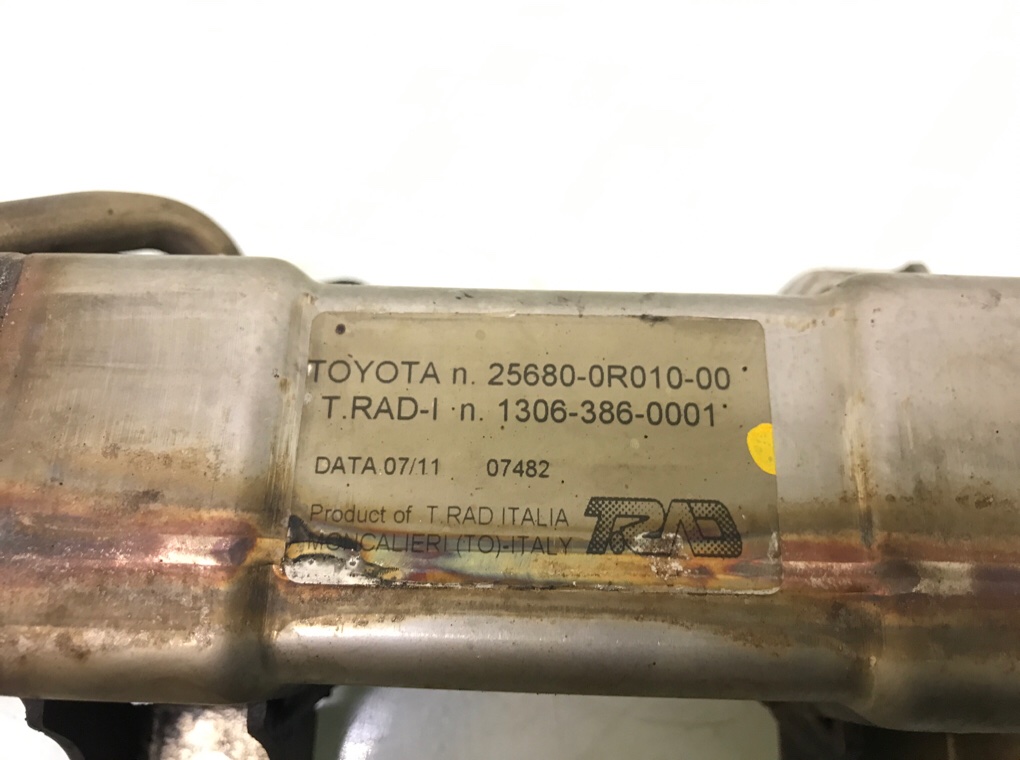 TOYOTA n. 25680-0R010-00
T.RAD-I n. 1306-386-0001
DATA 07/11 07482
Product of T.RAD ITALIA
MONCALIERI (TO)-ITALY
TRAD